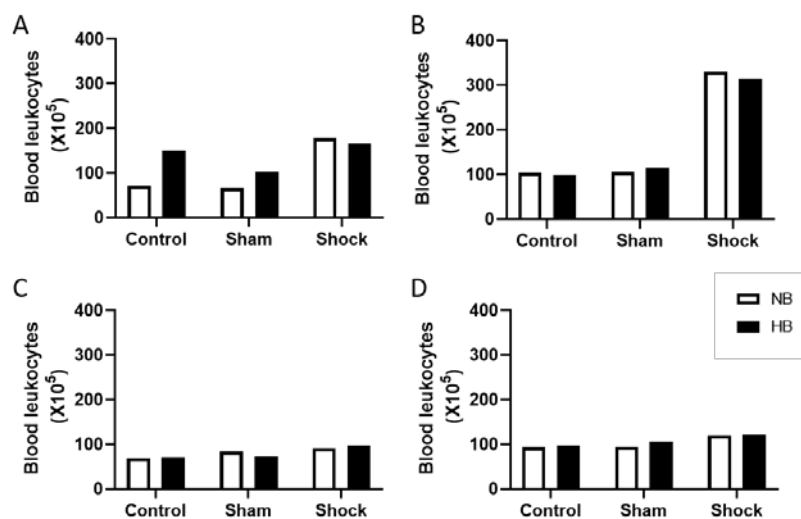 A
Blood leukocytes
(X10⁵)
400
300
200
100
0
Control Sham Shock
B
Blood leukocytes
(X10⁵)
400
300
200
100
0
Control Sham Shock
C
Blood leukocytes
(X10⁵)
400
300
200
100
0
Control Sham Shock
D
Blood leukocytes
(X10⁵)
400
300
200
100
0
Control Sham Shock
NB
HB